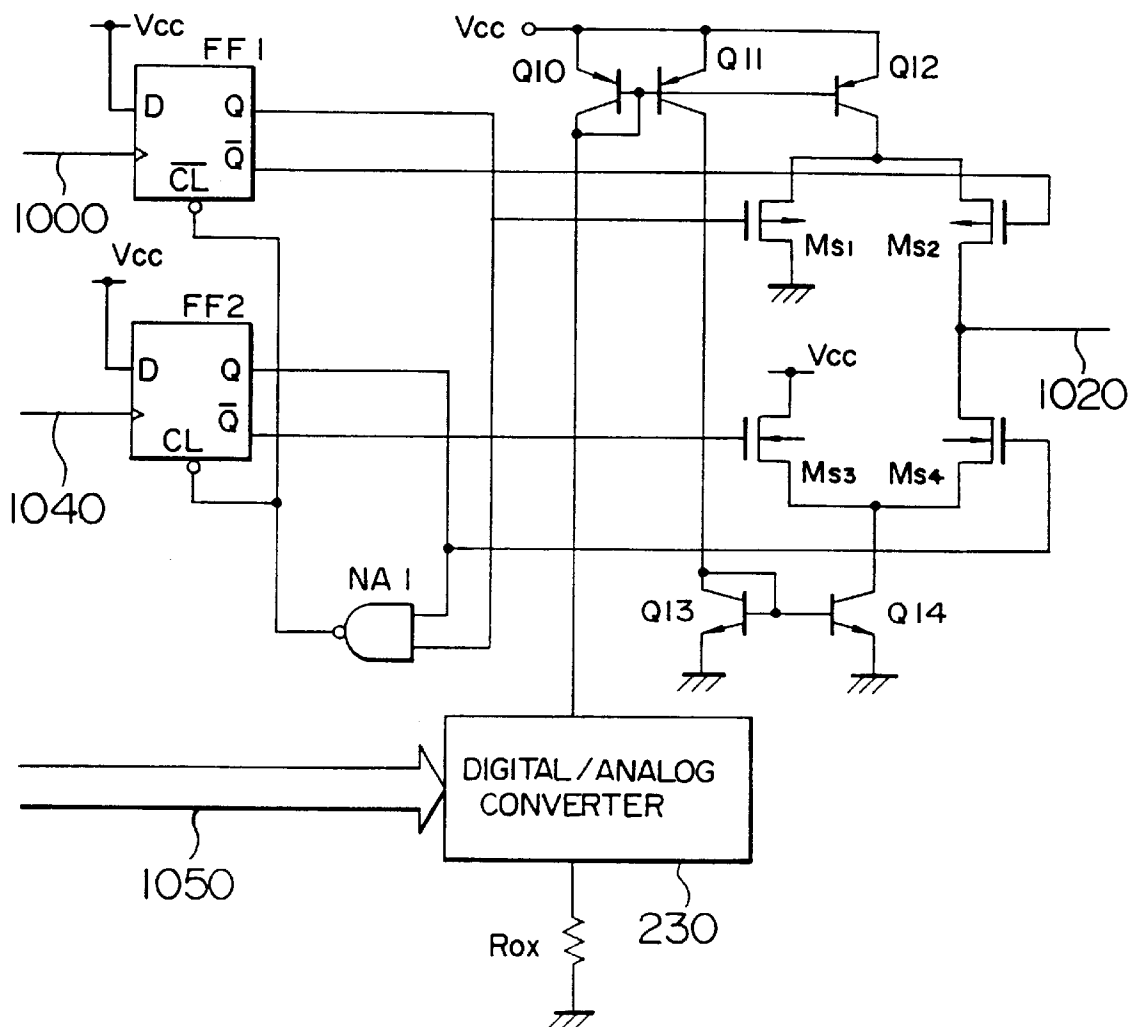 Vcc
FF1
D
Q
Q̅
C̅L̅
1000
Vcc
FF2
D
Q
Q̅
CL
1040
NA1
Vcc
Q10
Q11
Q12
Ms1
Ms2
1020
Vcc
Ms3
Ms4
Q13
Q14
DIGITAL/ANALOG
CONVERTER
1050
230
Rox